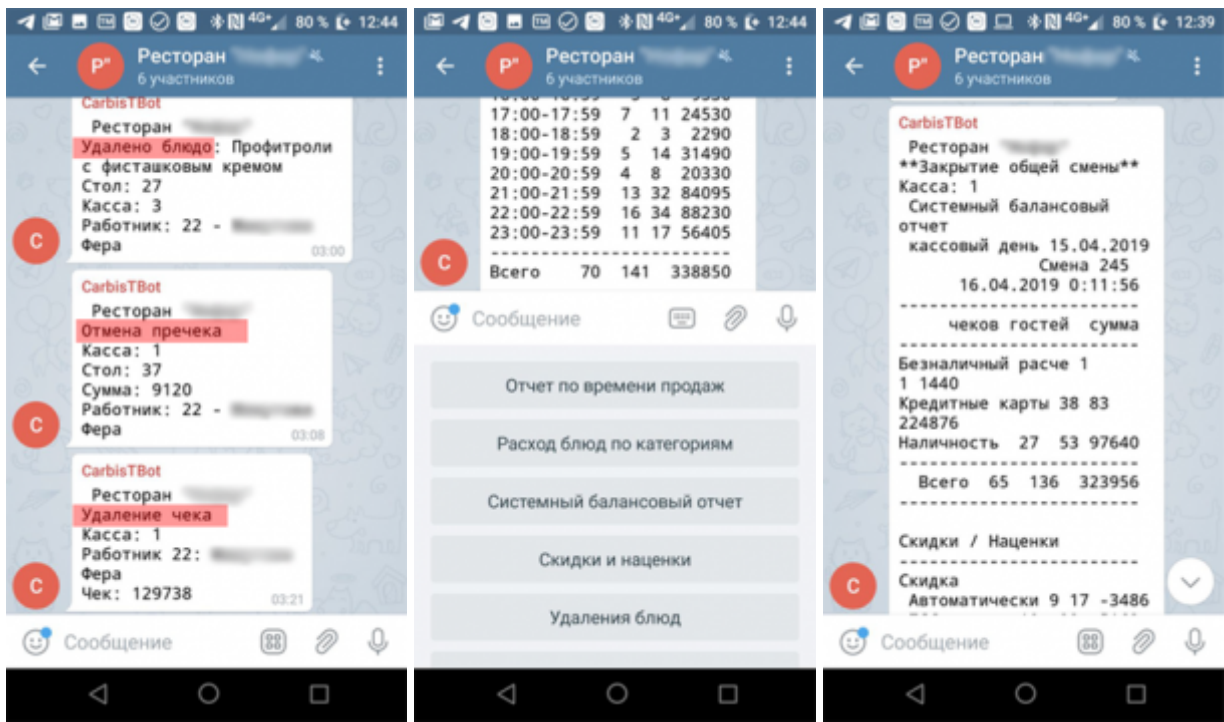 4G+ 80 % 12:44
Ресторан
6 участников
CarbisTBot
Ресторан
Удалено блюдо: Профитроли
с фисташковым кремом
Стол: 27
Касса: 3
Работник: 22 -
Фера
03:00
C
CarbisTBot
Ресторан
Отмена пречека
Касса: 1
Стол: 37
Сумма: 9120
Работник: 22 -
Фера
03:08
C
CarbisTBot
Ресторан
Удаление чека
Касса: 1
Работник 22:
Фера
Чек: 129738
03:21
C
Сообщение
4G+ 80 % 12:44
Р"
Ресторан
6 участников
17:00-17:59 7 11 24530
18:00-18:59 2 3 2290
19:00-19:59 5 14 31490
20:00-20:59 4 8 20330
21:00-21:59 13 32 84095
22:00-22:59 16 34 88230
23:00-23:59 11 17 56405
--------------------------
Всего 70 141 338850
C
Сообщение
Отчет по времени продаж
Расход блюд по категориям
Системный балансовый отчет
Скидки и наценки
Удаления блюд
4G+ 80 % 12:39
Р"
Ресторан
6 участников
CarbisTBot
Ресторан
**Закрытие общей смены**
Касса: 1
Системный балансовый
отчет
кассовый день 15.04.2019
Смена 245
16.04.2019 0:11:56
--------------------------
чеков гостей сумма
--------------------------
Безналичный расче 1
1 1440
Кредитные карты 38 83
224876
Наличность 27 53 97640
--------------------------
Всего 65 136 323956
--------------------------
Скидки / Наценки
--------------------------
Скидка
Автоматически 9 17 -3486
C
Сообщение